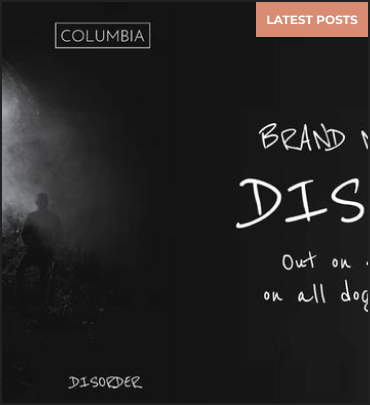 LATEST POSTS
COLUMBIA
BRAND
DIS
Out on
on all
DISORDER